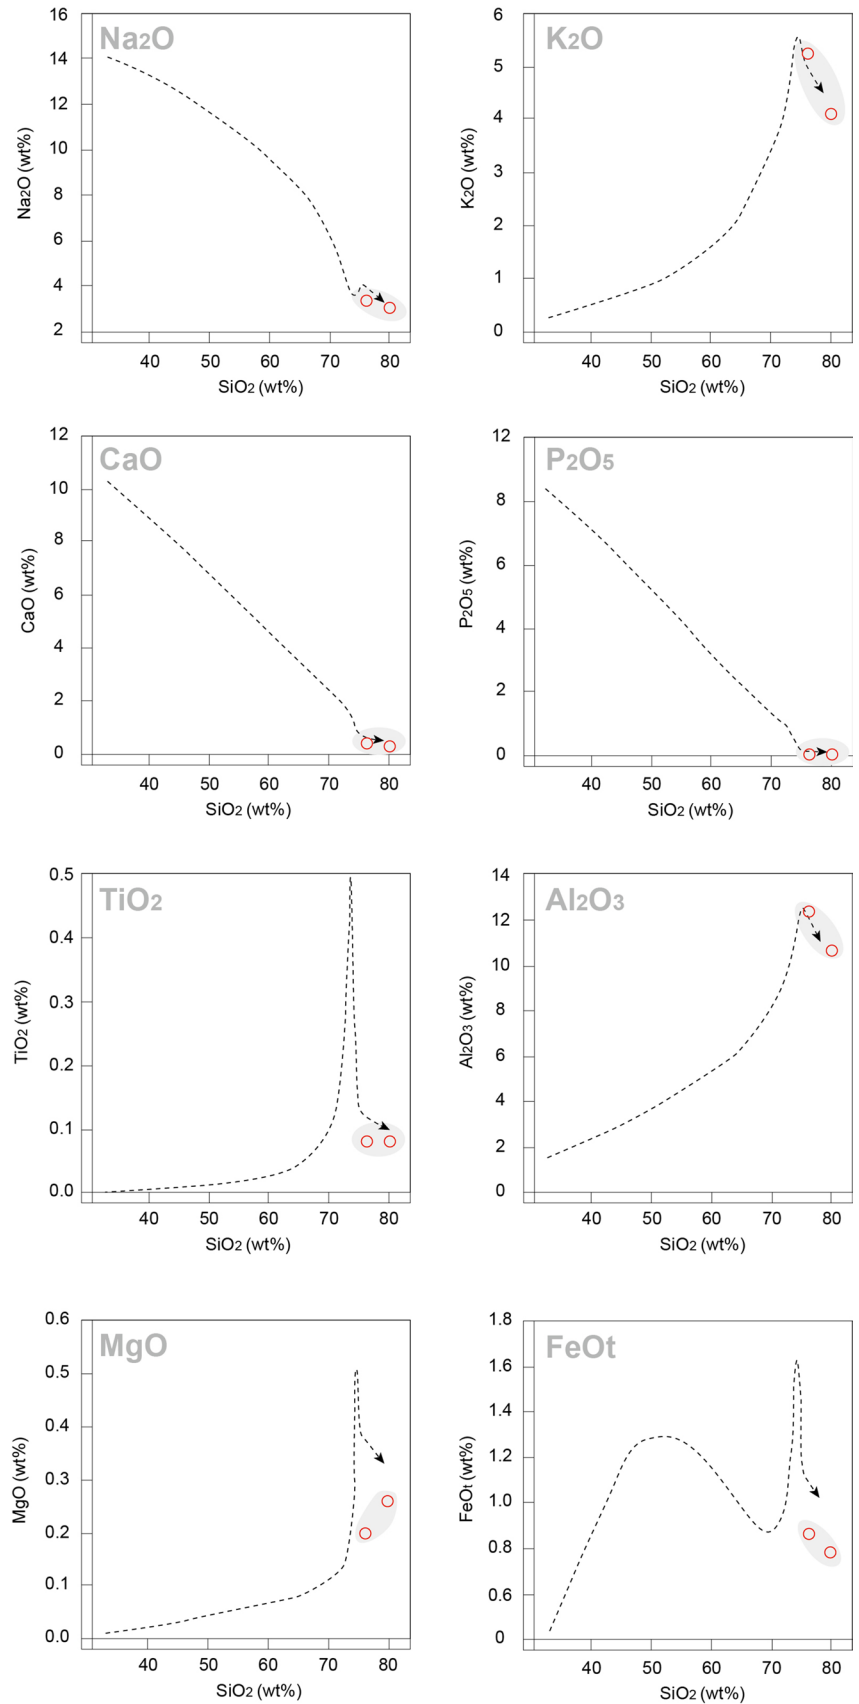 Na2O
Na2O (wt%)
16
14
12
10
8
6
4
2
40 50 60 70 80
SiO2 (wt%)
K2O
K2O (wt%)
6
5
4
3
2
1
0
40 50 60 70 80
SiO2 (wt%)
CaO
CaO (wt%)
12
10
8
6
4
2
0
40 50 60 70 80
SiO2 (wt%)
P2O5
P2O5 (wt%)
12
10
8
6
4
2
0
40 50 60 70 80
SiO2 (wt%)
TiO2
TiO2 (wt%)
0.5
0.4
0.3
0.2
0.1
0.0
40 50 60 70 80
SiO2 (wt%)
Al2O3
Al2O3 (wt%)
14
12
10
8
6
4
2
0
40 50 60 70 80
SiO2 (wt%)
MgO
MgO (wt%)
0.6
0.5
0.4
0.3
0.2
0.1
0.0
40 50 60 70 80
SiO2 (wt%)
FeOt
FeOt (wt%)
1.8
1.6
1.2
1.0
0.8
0.6
0
40 50 60 70 80
SiO2 (wt%)